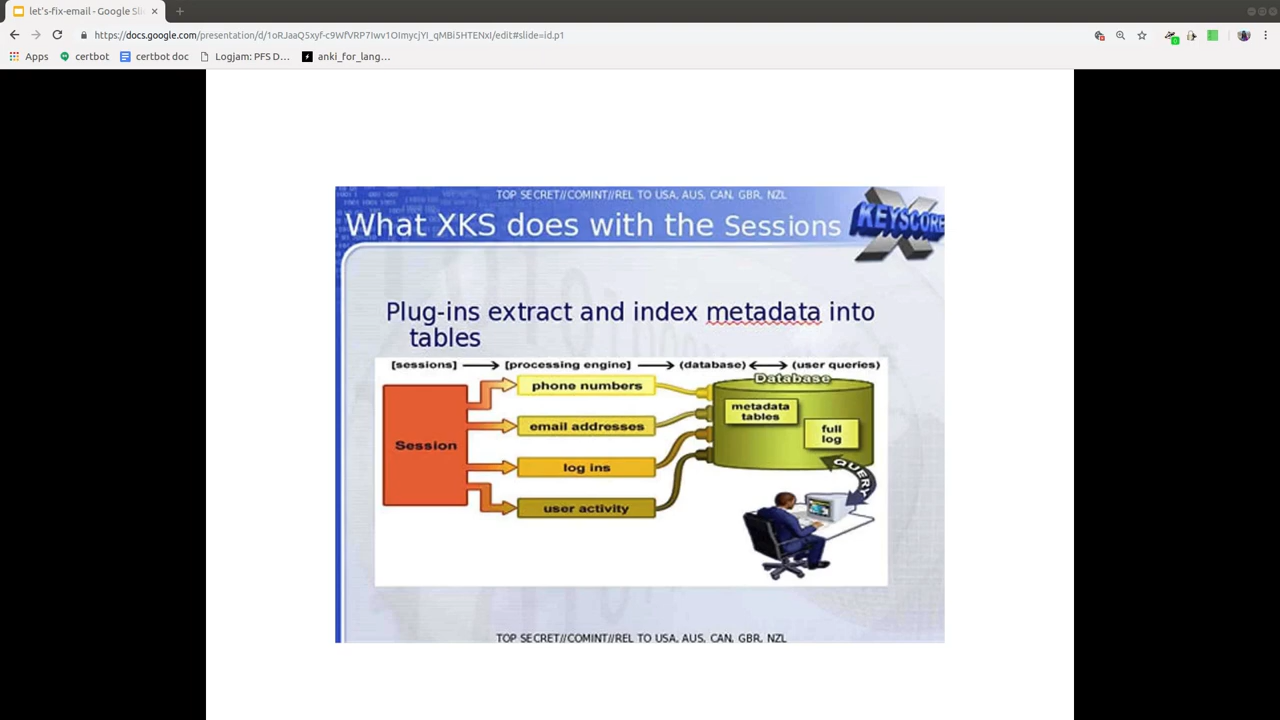 let's-fix-email - Google Sli
https://docs.google.com/presentation/d/1oRJaaQSxyf-c9WfVRP7Iwv1OImycjYI_qMBi5HTENxI/edit#slide=id.p1
Apps certbot certbot doc Logjam: PFS D... anki_for_lang...
TOP SECRET//COMINT//REL TO USA, AUS, CAN, GBR, NZL
What XKS does with the Sessions
X KEYSCORE
Plug-ins extract and index metadata into
tables
[sessions] [processing engine] (database) (user queries)
Database
phone numbers
metadata
tables
email addresses
full
log
Session
log ins
QUERY
user activity
TOP SECRET//COMINT//REL TO USA, AUS, CAN, GBR, NZL